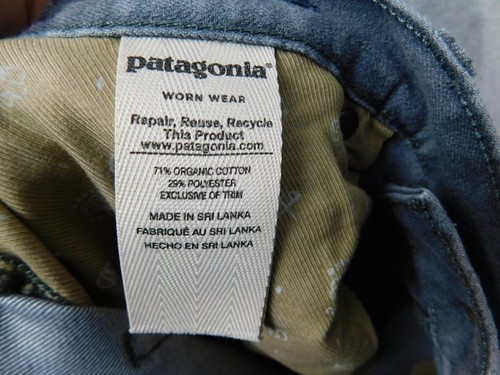 patagonia®
WORN WEAR
Repair, Reuse, Recycle
This Product
www.patagonia.com
71% ORGANIC COTTON
29% POLYESTER
EXCLUSIVE OF TRIM
MADE IN SRI LANKA
FABRIQUÉ AU SRI LANKA
HECHO EN SRI LANKA